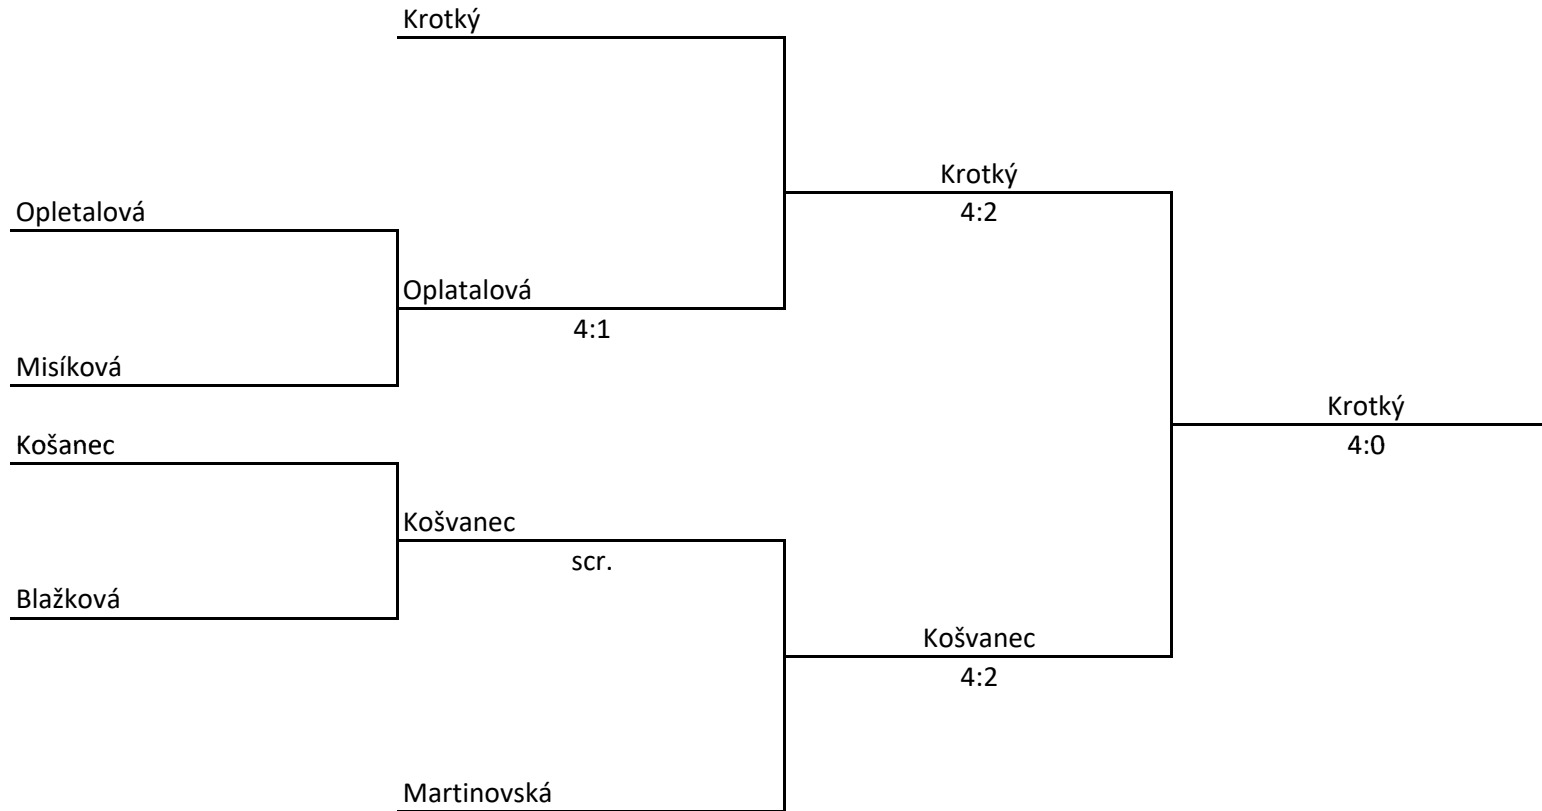 Krotký
Krotký
4:2
Opletalová
Oplatalová
4:1
Misíková
Krotký
4:0
Košanec
Košvanec
scr.
Blažková
Košvanec
4:2
Martinovská